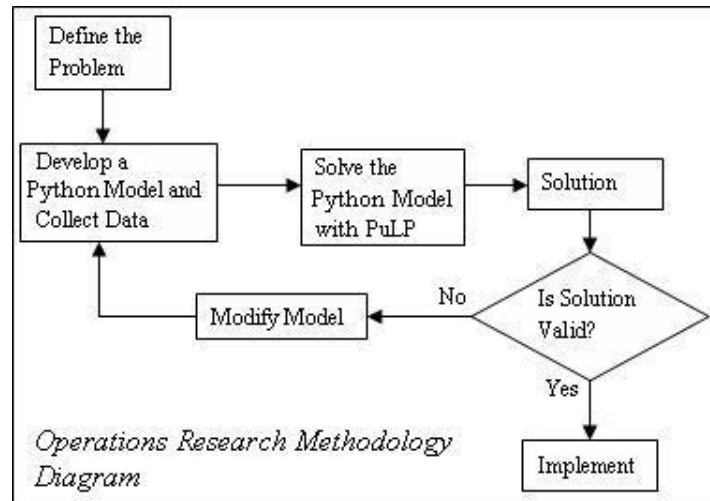 Define the
Problem
Develop a
Python Model and
Collect Data
Solve the
Python Model
with PuLP
Solution
Is Solution
Valid?
No
Modify Model
Yes
Implement
Operations Research Methodology
Diagram